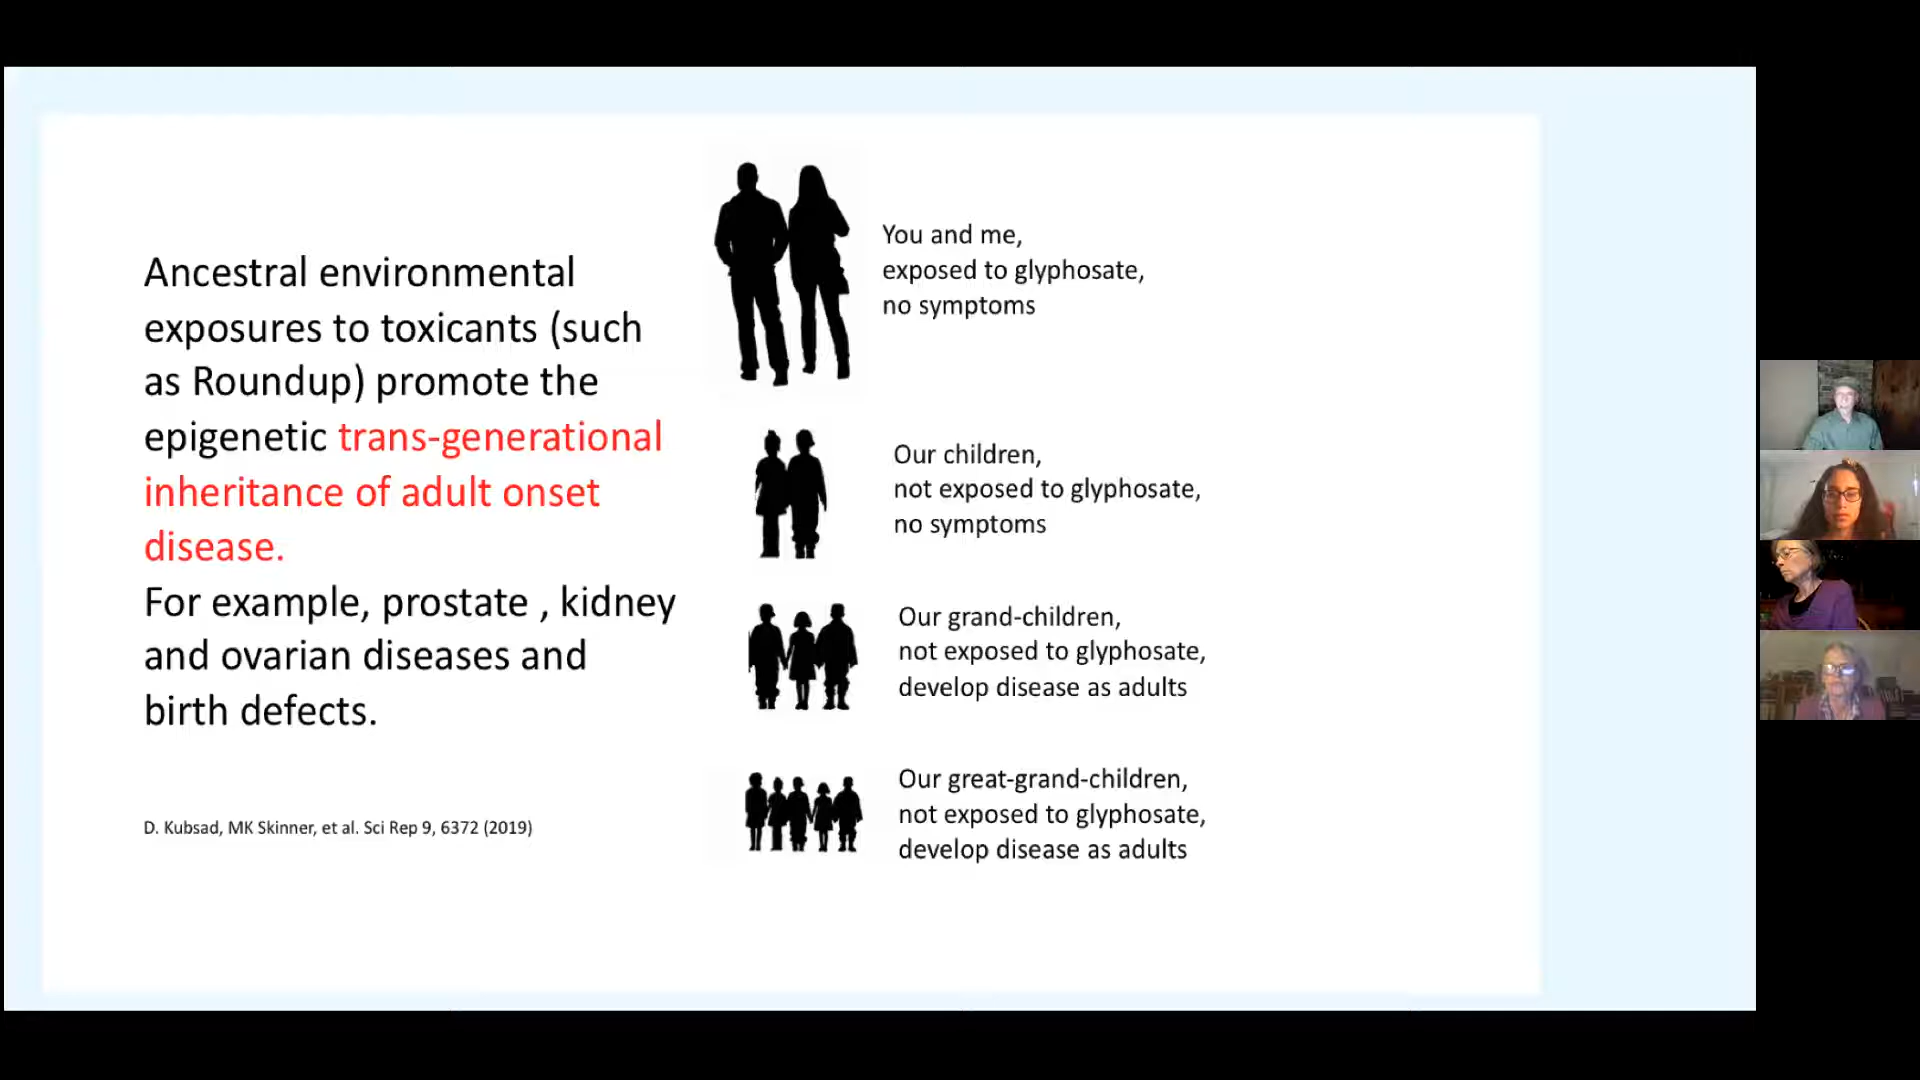 Ancestral environmental
exposures to toxicants (such
as Roundup) promote the
epigenetic trans-generational
inheritance of adult onset
disease.
For example, prostate , kidney
and ovarian diseases and
birth defects.
D. Kubsad, MK Skinner, et al. Sci Rep 9, 6372 (2019)
You and me,
exposed to glyphosate,
no symptoms
Our children,
not exposed to glyphosate,
no symptoms
Our grand-children,
not exposed to glyphosate,
develop disease as adults
Our great-grand-children,
not exposed to glyphosate,
develop disease as adults